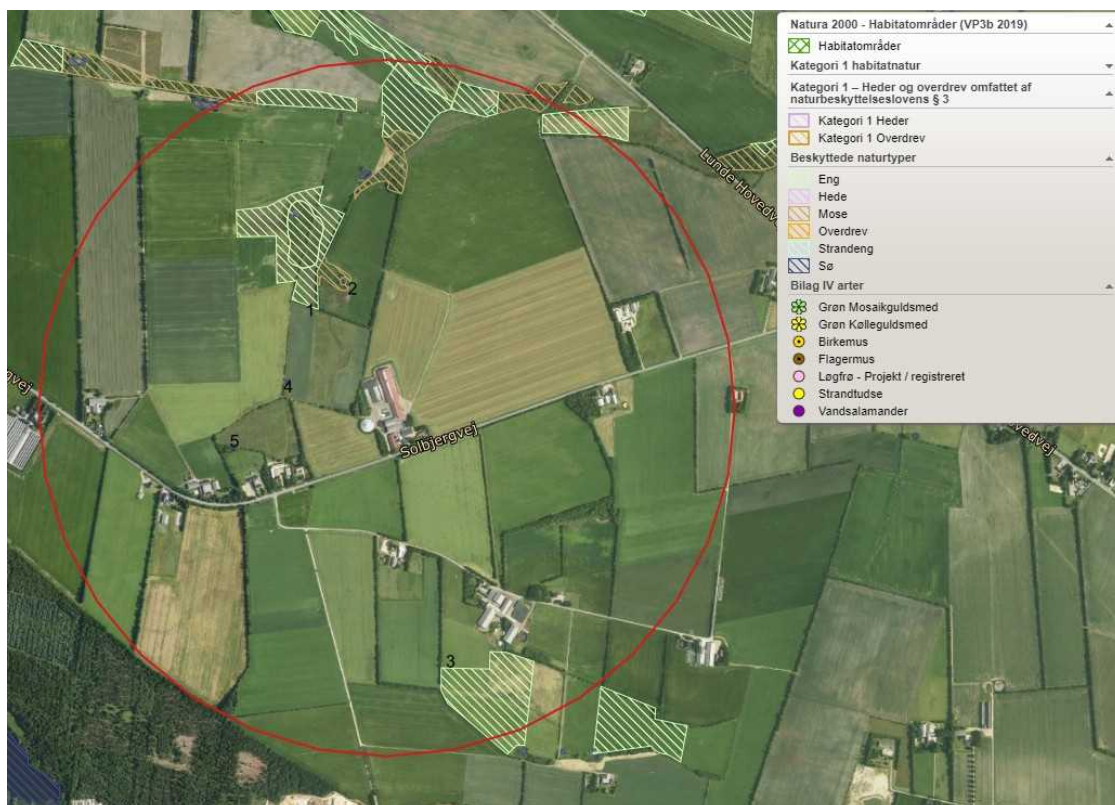 Natura 2000 - Habitatområder (VP3b 2019)
Habitatområder
Kategori 1 habitatnatur
Kategori 1 – Heder og overdrev omfattet af
naturbeskyttelseslovens § 3
Kategori 1 Heder
Kategori 1 Overdrev
Beskyttede naturtyper
Eng
Hede
Mose
Overdrev
Strandeng
Sø
Bilag IV arter
Grøn Mosaikguldsmed
Grøn Kølleguldsmed
Birkemus
Flagermus
Løgfrø - Projekt / registreret
Strandtudse
Vandsalamander
Lunde Hovedve
2
1
4
5
Solbjergvej
3